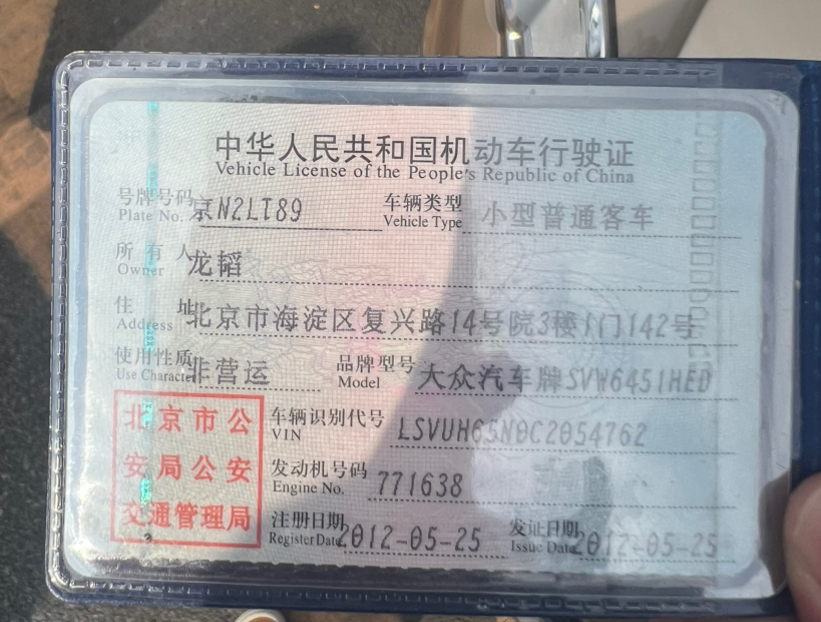 中华人民共和国机动车行驶证
Vehicle License of the People's Republic of China
号牌号码 京N2LT89 车辆类型 小型普通客车
Plate No. Vehicle Type
所有人 龙韬
Owner
住址 北京市海淀区复兴路14号院3楼1门142号
Address
使用性质 非营运 品牌型号 大众汽车牌SVW6451HED
Use Character Model
北京市公
安局公安
交通管理局
车辆识别代号 LSVUH65N0C2054762
VIN
发动机号码 771638
Engine No.
注册日期 2012-05-25 发证日期 2012-05-25
Register Date Issue Date